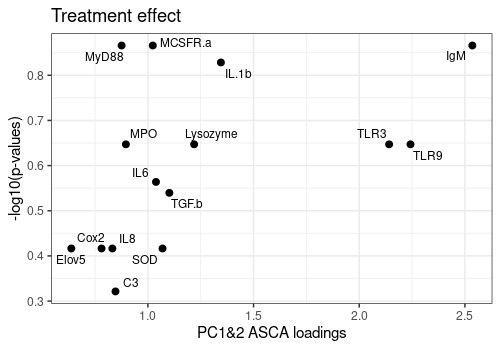 Treatment effect
MCSFR.a
MyD88
IgM
IL.1b
0.8
0.7
MPO
Lysozyme
TLR3
TLR9
0.6
IL6
TGF.b
0.5
Cox2
IL8
0.4
Elov5
SOD
C3
0.3
-log10(p-values)
1.0
1.5
2.0
2.5
PC1&2 ASCA loadings